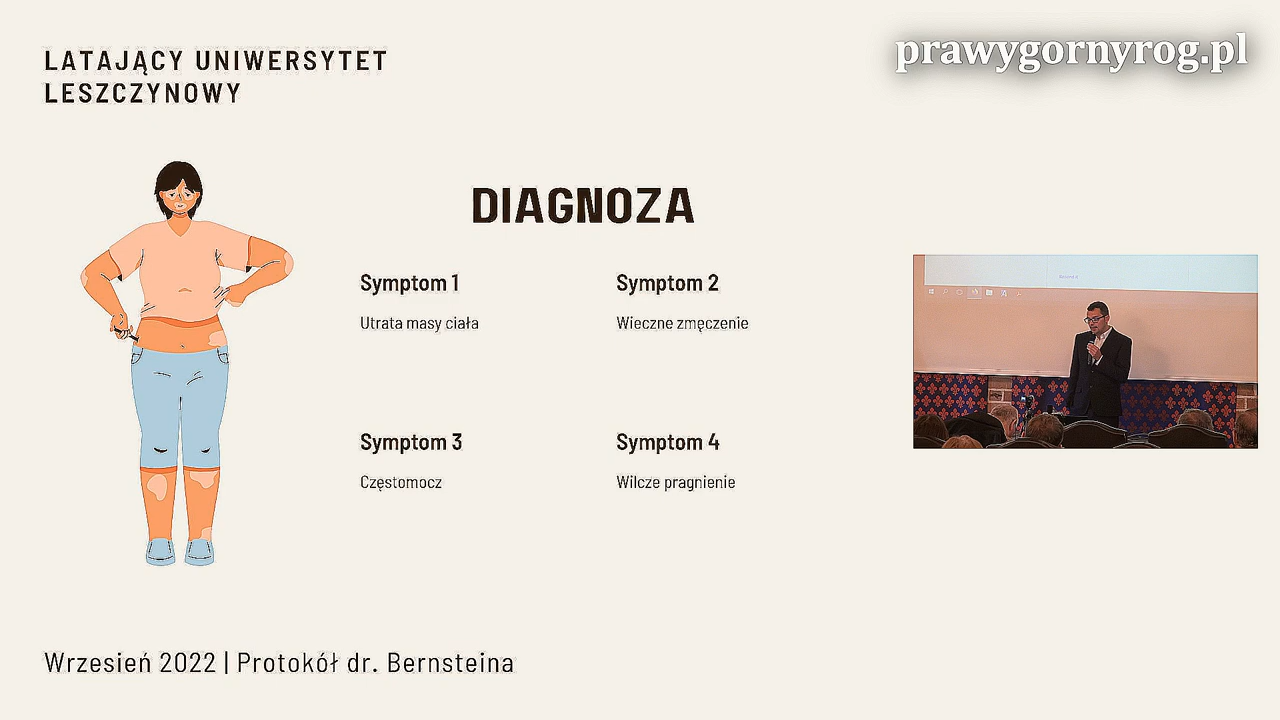 LATAJĄCY UNIWERSYTET
LESZCZYNOWY
prawygornyrog.pl
DIAGNOZA
Symptom 1
Utrata masy ciała
Symptom 2
Wieczne zmęczenie
Symptom 3
Częstomocz
Symptom 4
Wilcze pragnienie
Wrzesień 2022 | Protokół dr. Bernsteina